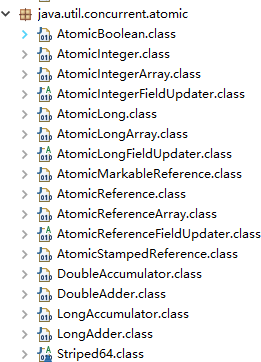 java.util.concurrent.atomic
AtomicBoolean.class
AtomicInteger.class
AtomicIntegerArray.class
AtomicIntegerFieldUpdater.class
AtomicLong.class
AtomicLongArray.class
AtomicLongFieldUpdater.class
AtomicMarkableReference.class
AtomicReference.class
AtomicReferenceArray.class
AtomicReferenceFieldUpdater.class
AtomicStampedReference.class
DoubleAccumulator.class
DoubleAdder.class
LongAccumulator.class
LongAdder.class
Striped64.class